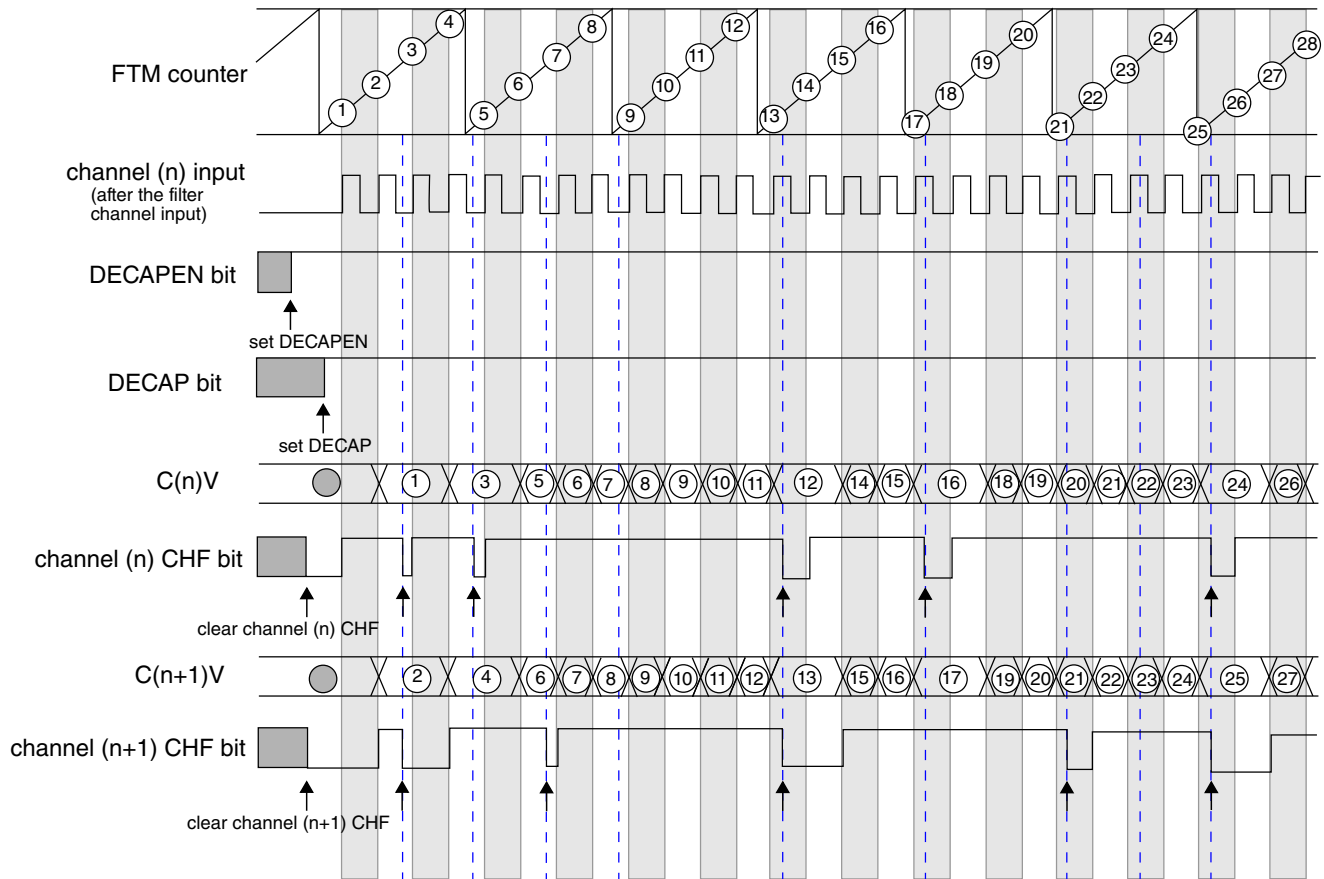 4 8 12 16 20 24 28
3 7 11 15 19 23 27
FTM counter 2 6 10 14 18 22 26
1 5 9 13 17 21 25
channel (n) input
(after the filter
channel input)
DECAPEN bit
set DECAPEN
DECAP bit
set DECAP
C(n)V 1 3 5 6 7 8 9 10 11 12 14 15 16 18 19 20 21 22 23 24 26
channel (n) CHF bit
clear channel (n) CHF
C(n+1)V 2 4 6 7 8 9 10 11 12 13 15 16 17 19 20 21 22 23 24 25 27
channel (n+1) CHF bit
clear channel (n+1) CHF